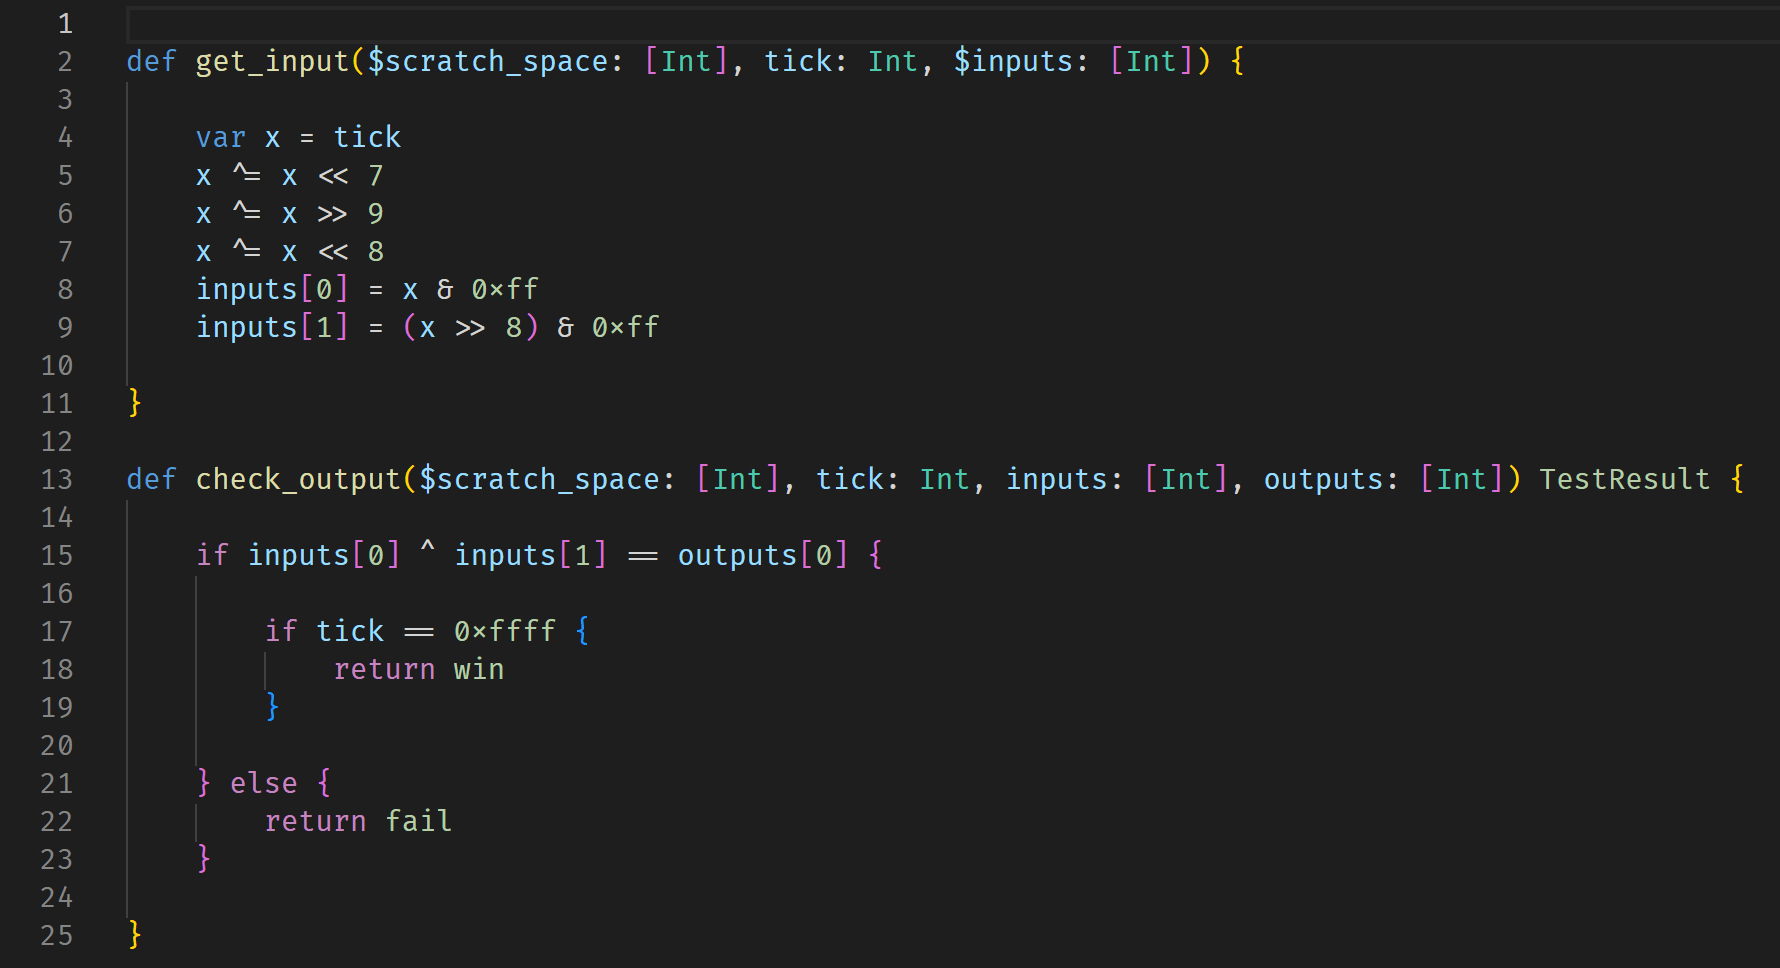 1
2 def get_input($scratch_space: [Int], tick: Int, $inputs: [Int]) {
3
4     var x = tick
5     x ^= x << 7
6     x ^= x >> 9
7     x ^= x << 8
8     inputs[0] = x & 0xff
9     inputs[1] = (x >> 8) & 0xff
10
11 }
12
13 def check_output($scratch_space: [Int], tick: Int, inputs: [Int], outputs: [Int]) TestResult {
14
15     if inputs[0] ^ inputs[1] == outputs[0] {
16
17         if tick == 0xffff {
18             return win
19         }
20
21     } else {
22         return fail
23     }
24
25 }